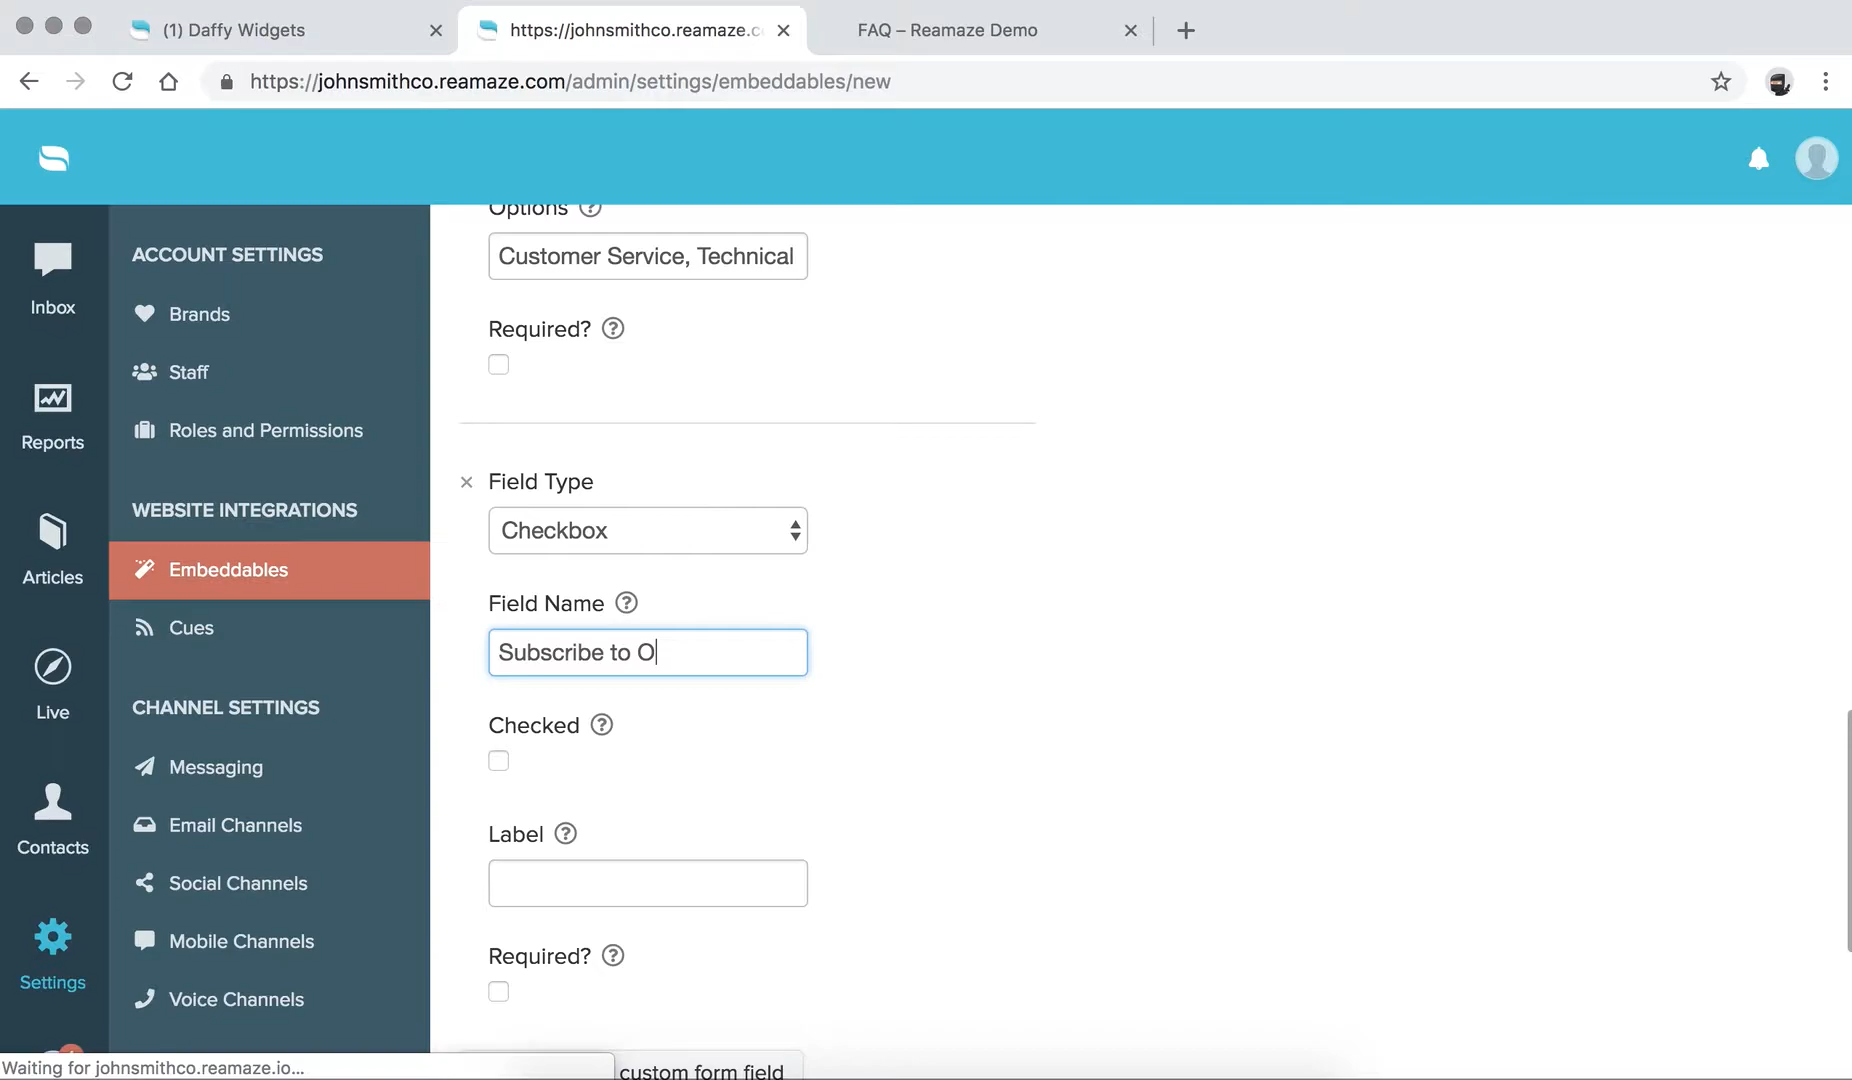 (1) Daffy Widgets
https://johnsmithco.reamaze.c
FAQ – Reamaze Demo
https://johnsmithco.reamaze.com/admin/settings/embeddables/new
Inbox
Reports
Articles
Live
Contacts
Settings
ACCOUNT SETTINGS
Brands
Staff
Roles and Permissions
WEBSITE INTEGRATIONS
Embeddables
Cues
CHANNEL SETTINGS
Messaging
Email Channels
Social Channels
Mobile Channels
Voice Channels
Options
Customer Service, Technical
Required?
Field Type
Checkbox
Field Name
Subscribe to O
Checked
Label
Required?
custom form field
Waiting for johnsmithco.reamaze.io...